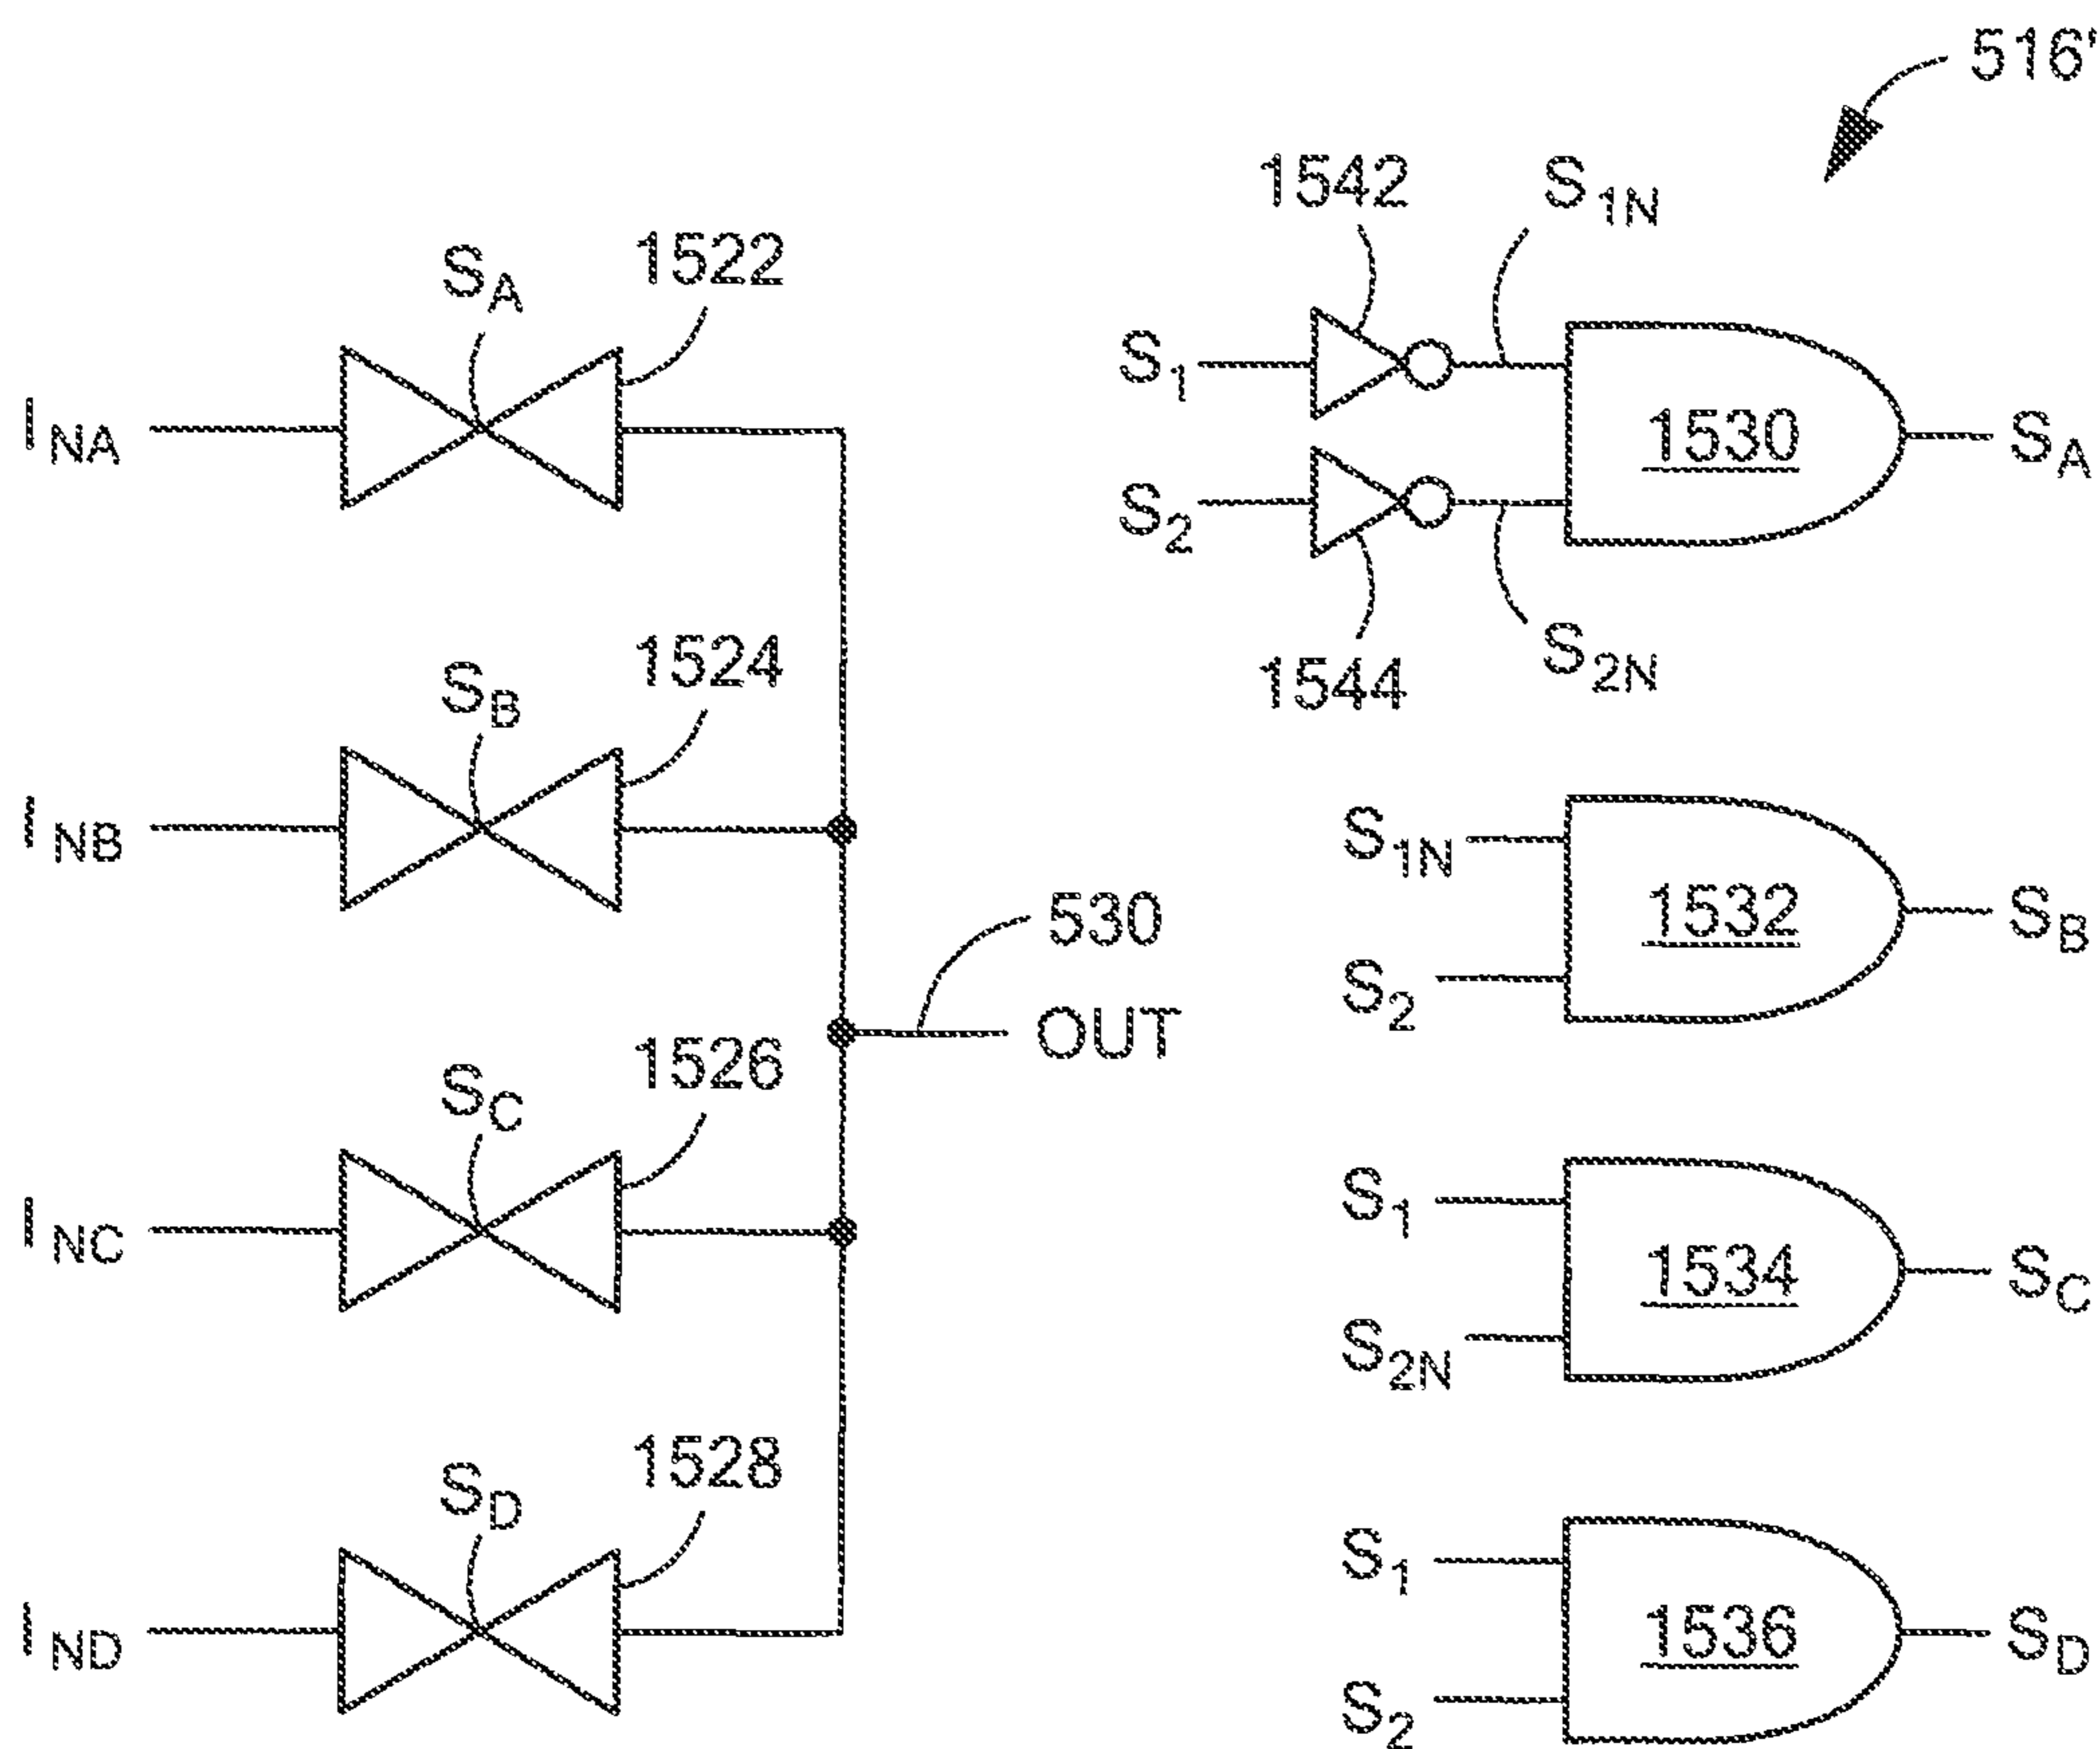 516'
1542
S1N
SA
1522
INA
S1
1530
SA
S2
1544
S2N
SB
1524
INB
S1N
1532
SB
S2
530
OUT
SC
1526
INC
S1
1534
SC
S2N
SD
1528
IND
S1
1536
SD
S2